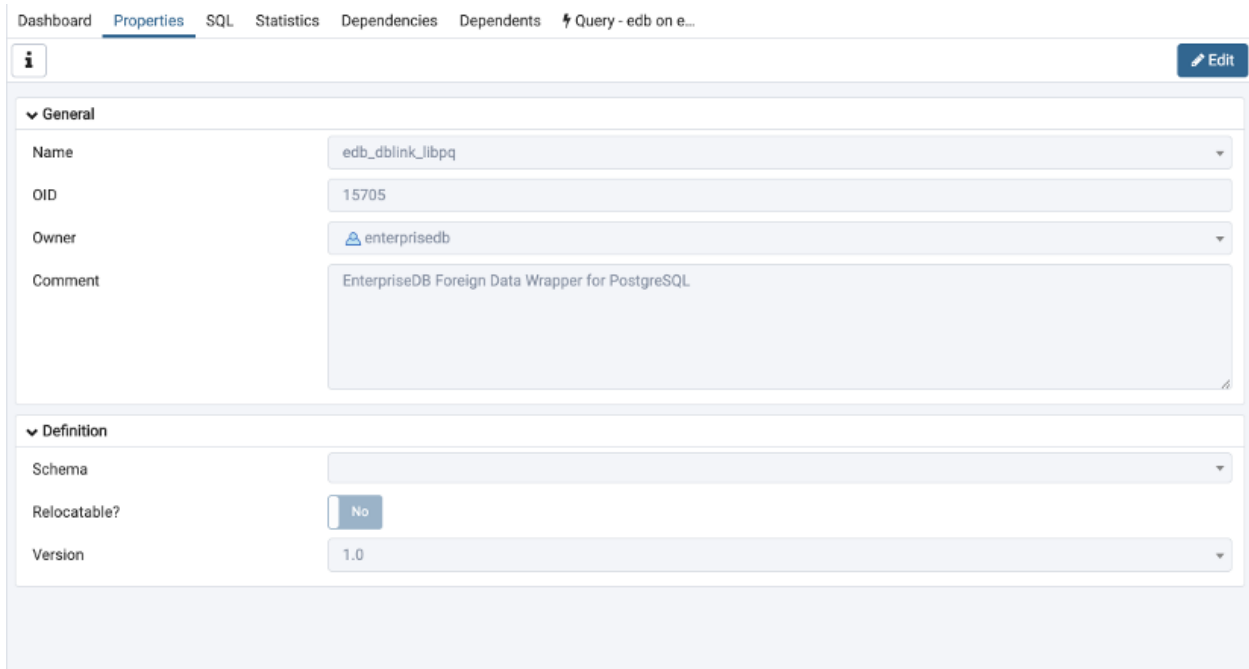 Dashboard Properties SQL Statistics Dependencies Dependents Query - edb on e...
i Edit
General
Name edb_dblink_libpq
OID 15705
Owner enterprisedb
Comment EnterpriseDB Foreign Data Wrapper for PostgreSQL
Definition
Schema
Relocatable? No
Version 1.0